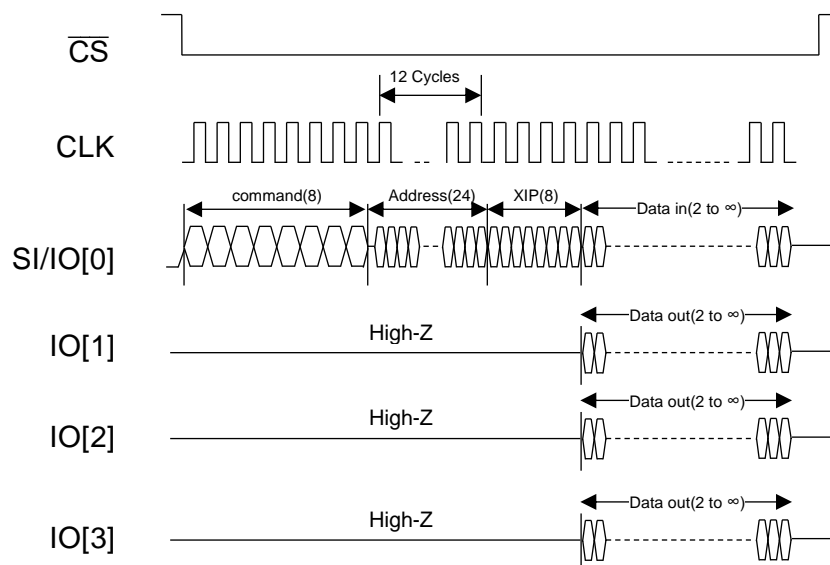 CS
12 Cycles
CLK
command(8) Address(24) XIP(8) Data in(2 to ∞)
SI/IO[0]
Data out(2 to ∞)
High-Z
IO[1]
Data out(2 to ∞)
High-Z
IO[2]
Data out(2 to ∞)
High-Z
IO[3]